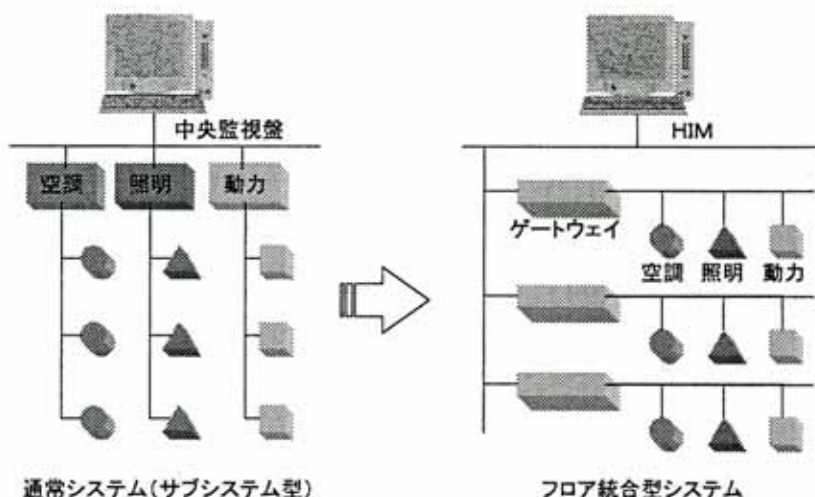 中央監視盤
空調
照明
動力
通常システム(サブシステム型)
HIM
ゲートウェイ
空調 照明 動力
フロア統合型システム